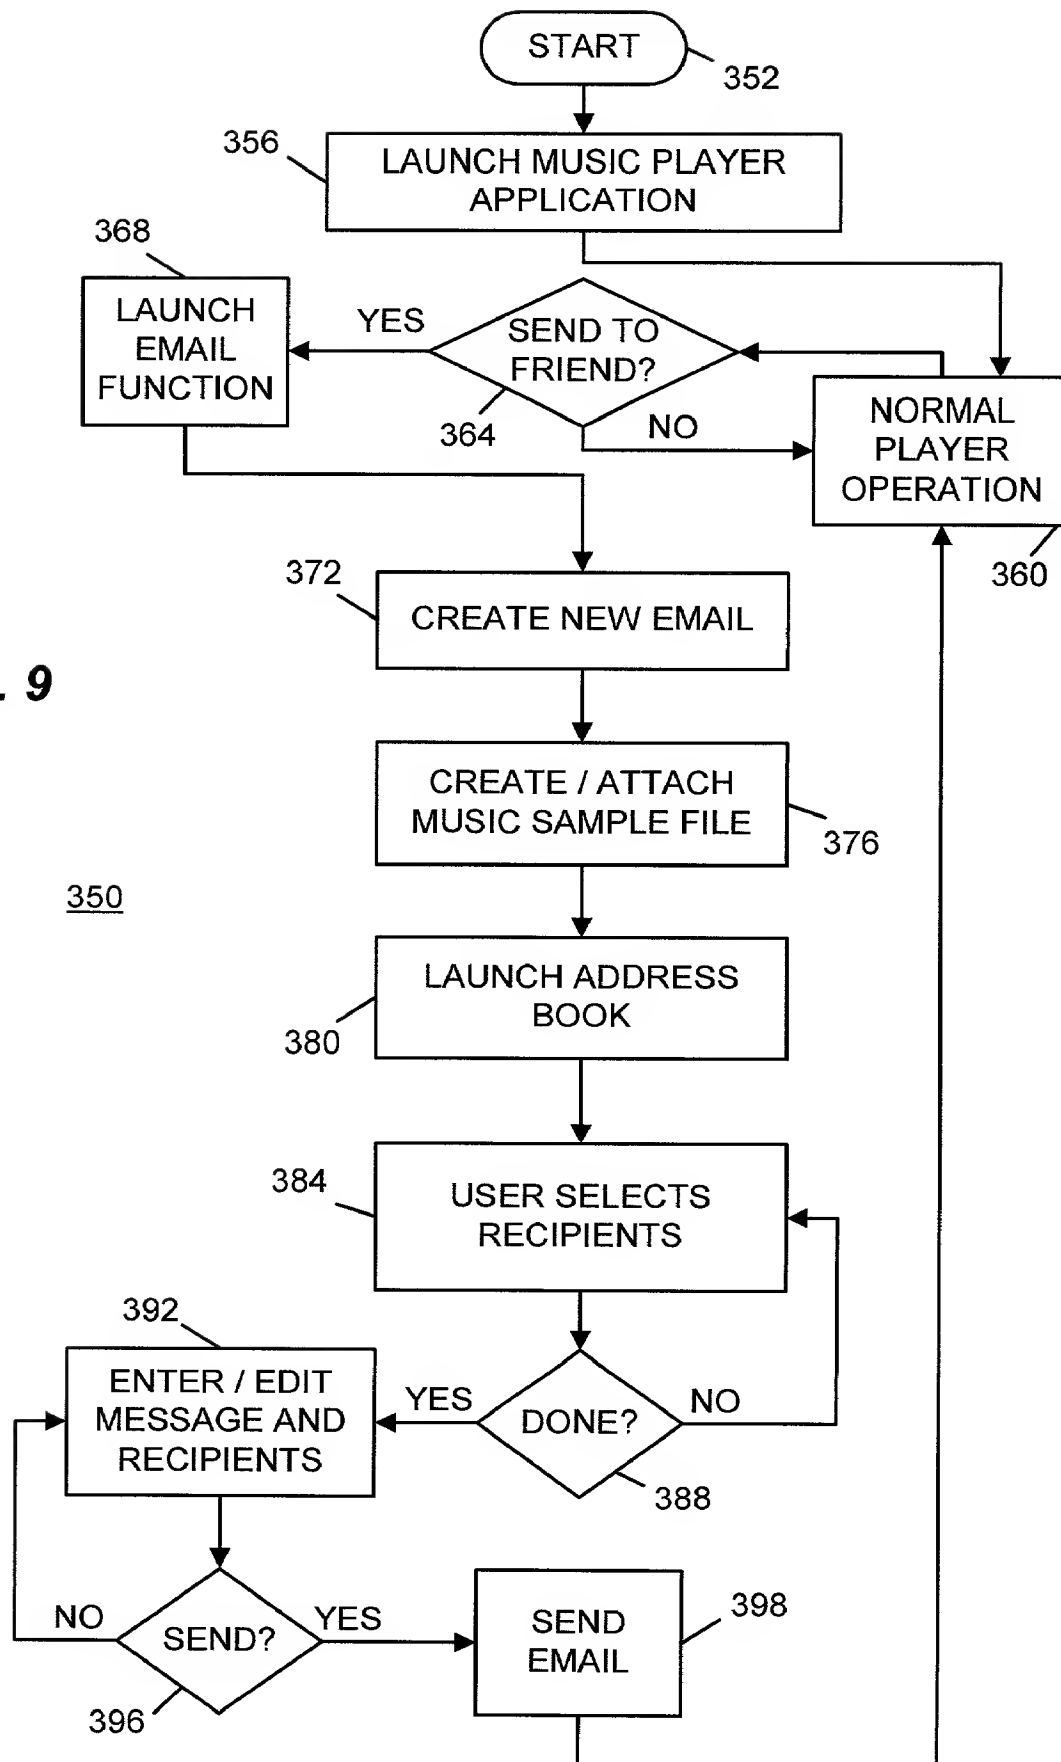 START
352
356
LAUNCH MUSIC PLAYER
APPLICATION
368
LAUNCH
EMAIL
FUNCTION
YES
SEND TO
FRIEND?
364
NO
NORMAL
PLAYER
OPERATION
360
372
CREATE NEW EMAIL
. 9
CREATE / ATTACH
MUSIC SAMPLE FILE
376
350
LAUNCH ADDRESS
BOOK
380
384
USER SELECTS
RECIPIENTS
392
ENTER / EDIT
MESSAGE AND
RECIPIENTS
YES
DONE?
NO
388
NO
SEND?
YES
396
SEND
EMAIL
398